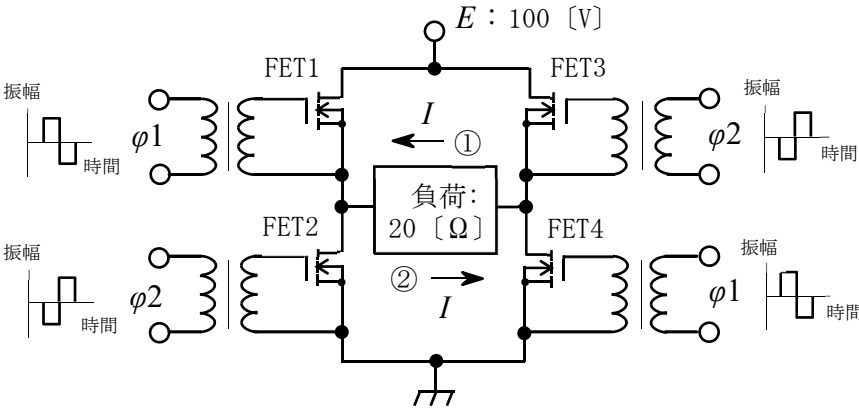 E：100〔V〕
FET1
FET3
振幅
φ1
時間
I ①
振幅
φ2
時間
負荷：
20〔Ω〕
FET2
FET4
振幅
φ2
時間
② I
振幅
φ1
時間